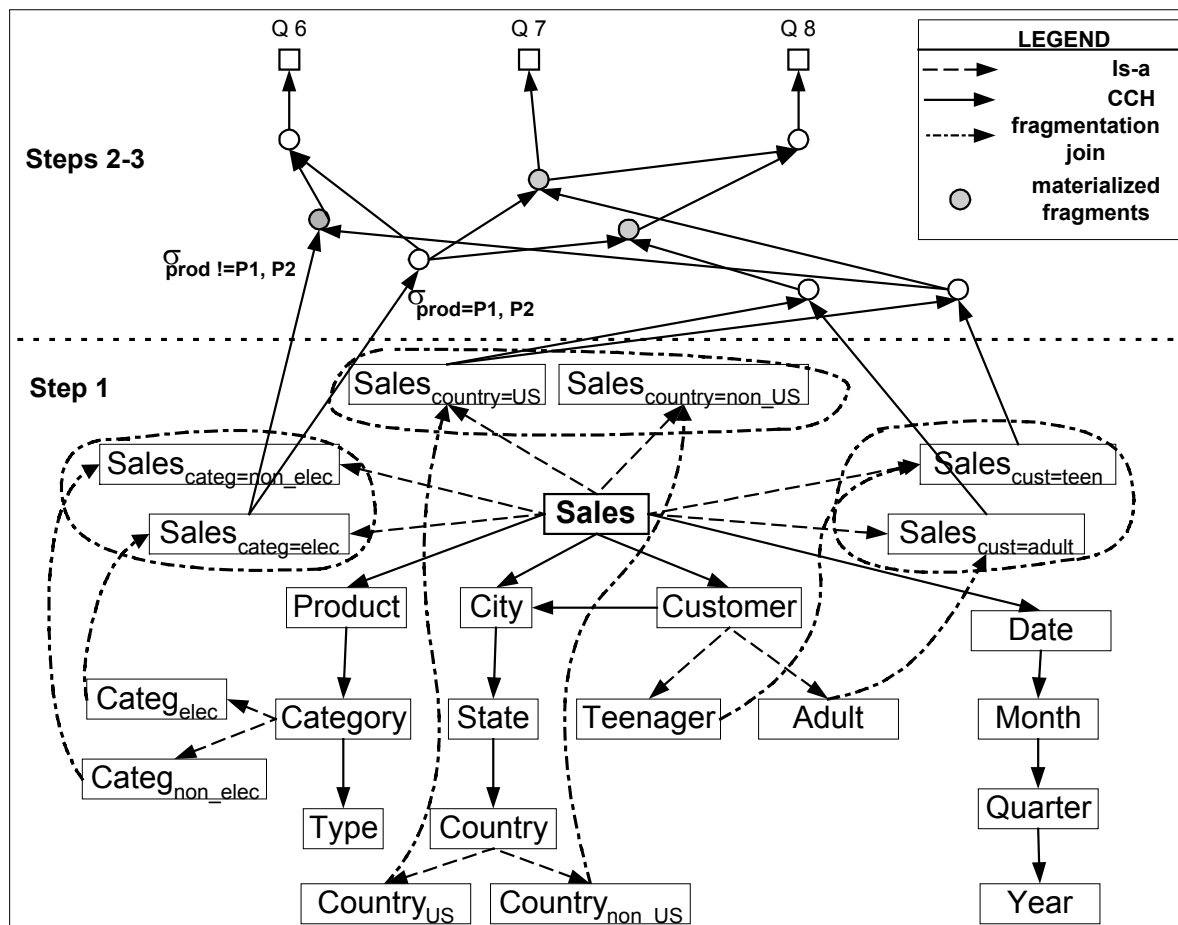 Q 6
Q 7
Q 8
LEGEND
Is-a
CCH
fragmentation
join
materialized
fragments
Steps 2-3
σprod !=P1, P2
σprod=P1, P2
Step 1
Salescountry=US
Salescountry=non_US
Salescateg=non_elec
Salescust=teen
Salescateg=elec
Sales
Salescust=adult
Product
City
Customer
Date
Categelec
Category
State
Teenager
Adult
Month
Categnon_elec
Type
Country
Quarter
CountryUS
Countrynon_US
Year